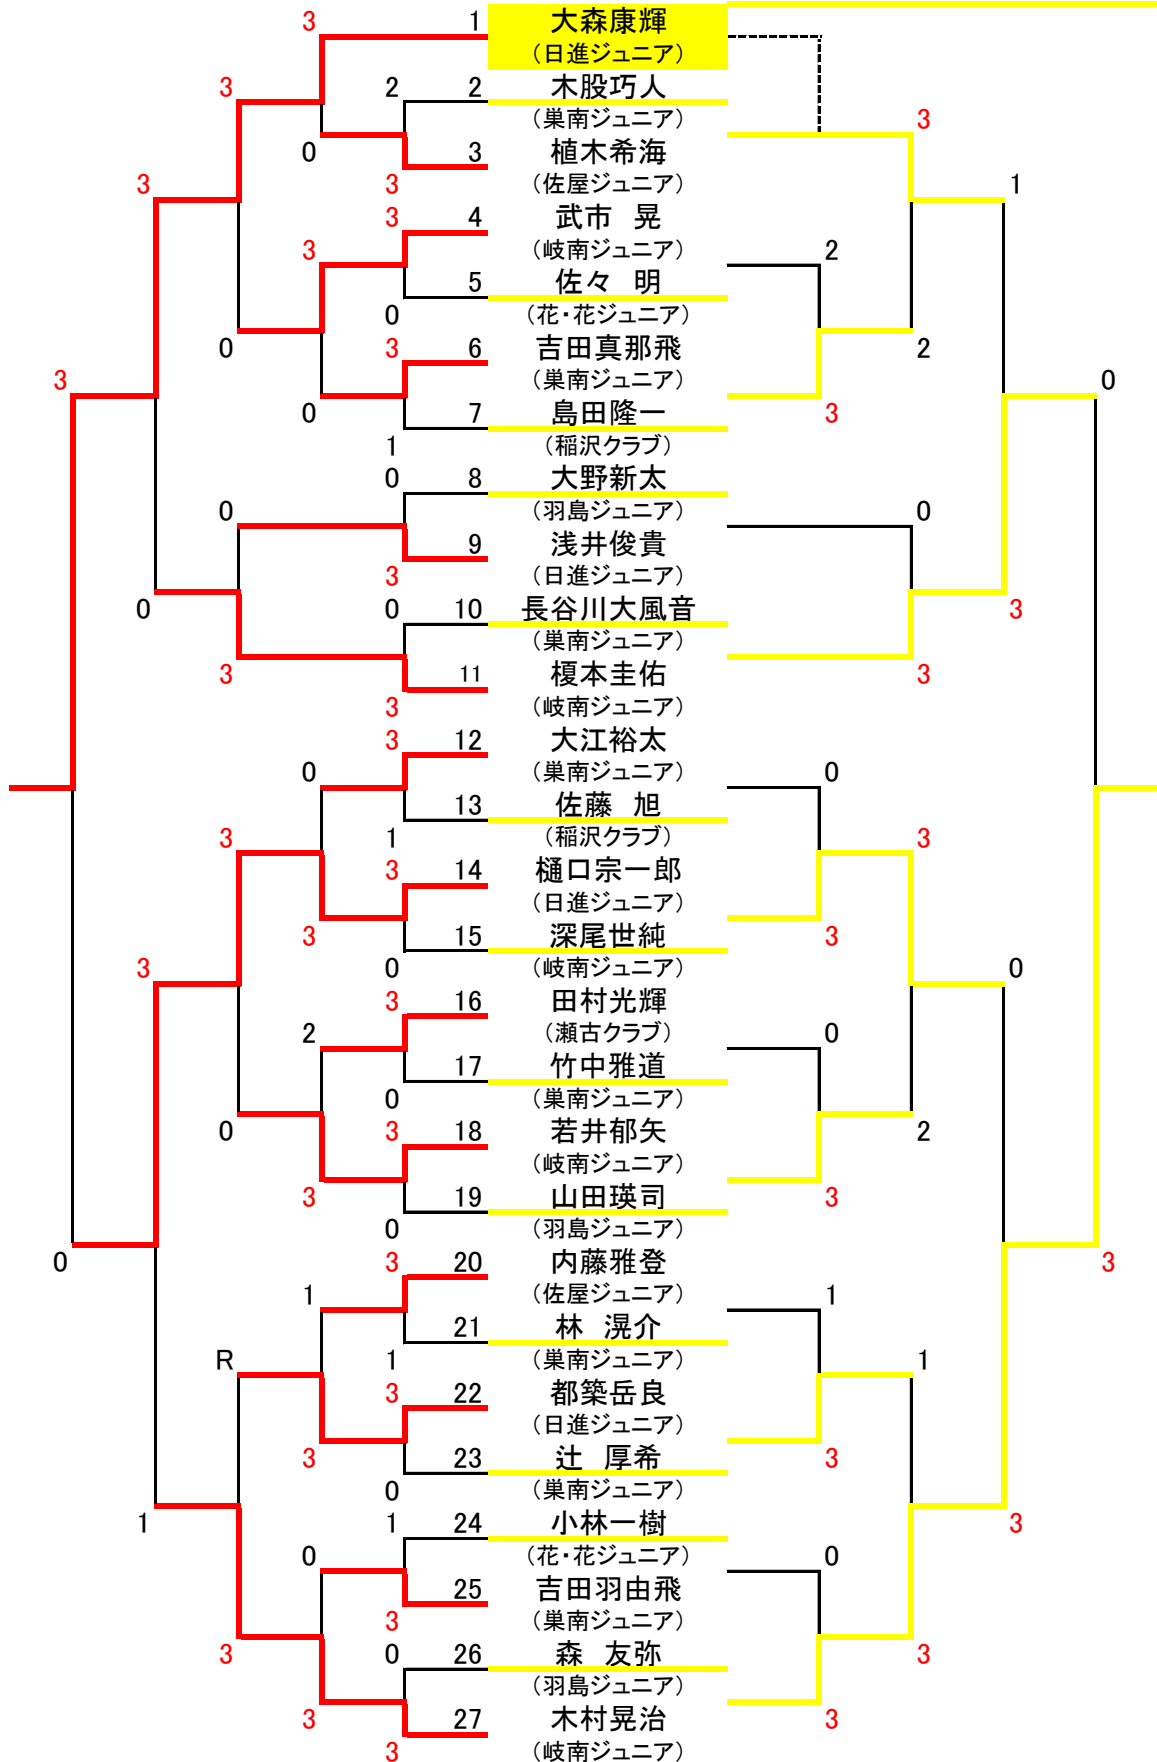 3 1 大森康輝
(日進ジュニア)
3 2 2 木股巧人
(巣南ジュニア) 3
0 3 植木希海
3 3 (佐屋ジュニア) 1
3 4 武市 晃
3 (岐南ジュニア) 2
5 佐々 明
0 (花・花ジュニア)
0 3 6 吉田真那飛 2
3 (巣南ジュニア) 0
0 7 島田隆一 3
1 (稲沢クラブ)
0 8 大野新太
0 (羽島ジュニア) 0
9 浅井俊貴
3 (日進ジュニア)
0 0 10 長谷川大風音 3
(巣南ジュニア)
3 11 榎本圭佑 3
3 (岐南ジュニア)
3 12 大江裕太
0 (巣南ジュニア) 0
13 佐藤 旭
3 1 (稲沢クラブ) 3
3 14 樋口宗一郎
(日進ジュニア)
3 15 深尾世純 3
3 0 (岐南ジュニア) 0
3 16 田村光輝
2 (瀬古クラブ) 0
17 竹中雅道
0 (巣南ジュニア)
0 3 18 若井郁矢 2
(岐南ジュニア)
3 19 山田瑛司 3
0 (羽島ジュニア)
0 3 20 内藤雅登 3
1 (佐屋ジュニア) 1
21 林 滉介
R 1 (巣南ジュニア) 1
3 22 都築岳良
(日進ジュニア)
3 23 辻 厚希 3
0 (巣南ジュニア)
1 1 24 小林一樹 3
0 (花・花ジュニア) 0
25 吉田羽由飛
3 (巣南ジュニア)
3 0 26 森 友弥 3
(羽島ジュニア)
3 27 木村晃治 3
3 (岐南ジュニア)